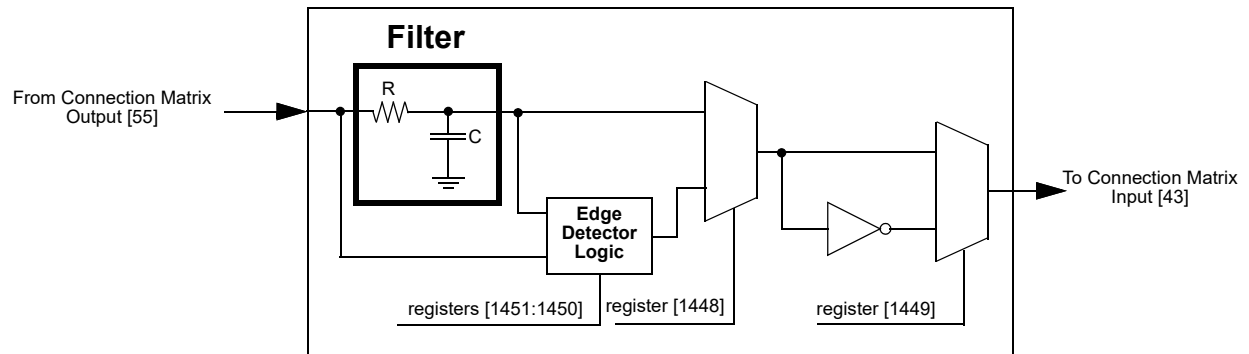 Filter
R
C
From Connection Matrix
Output [55]
Edge
Detector
Logic
To Connection Matrix
Input [43]
registers [1451:1450]
register [1448]
register [1449]